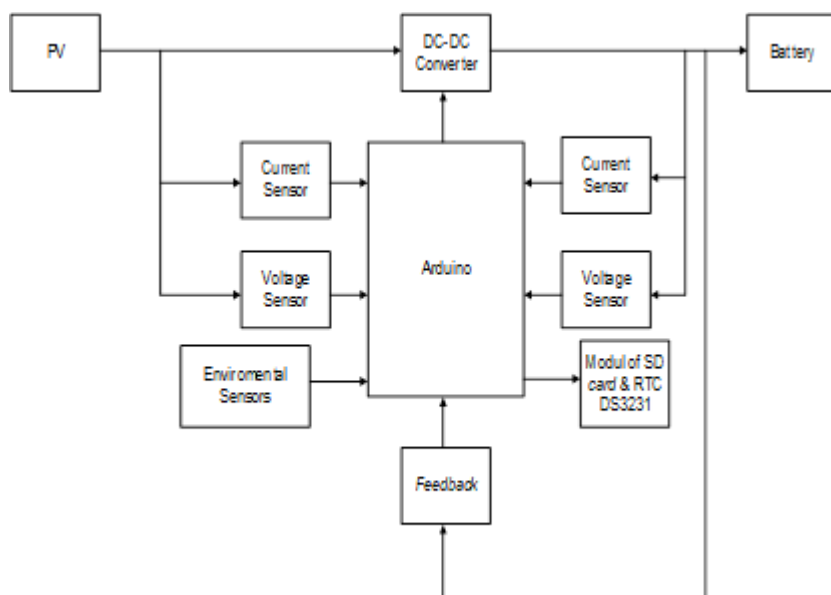 PV
DC-DC
Converter
Battery
Current
Sensor
Current
Sensor
Arduino
Voltage
Sensor
Voltage
Sensor
Enviromental
Sensors
Modul of SD
card & RTC
DS3231
Feedback